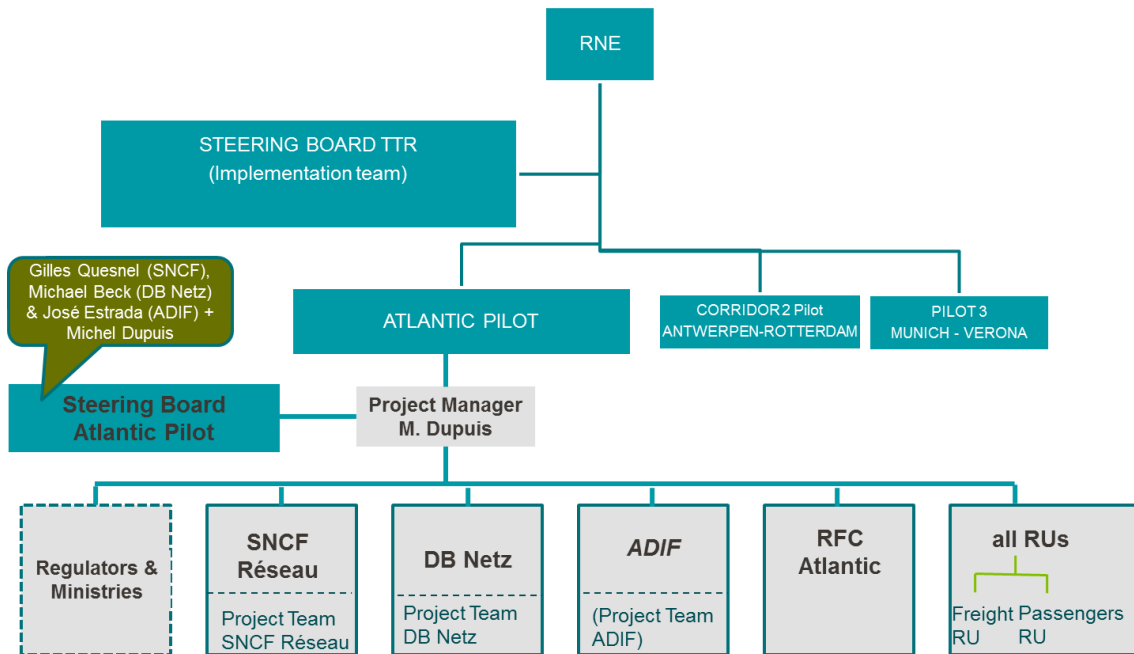 RNE
STEERING BOARD TTR
(Implementation team)
Gilles Quesnel (SNCF),
Michael Beck (DB Netz)
& José Estrada (ADIF) +
Michel Dupuis
ATLANTIC PILOT
CORRIDOR 2 Pilot
ANTWERPEN-ROTTERDAM
PILOT 3
MUNICH - VERONA
Steering Board
Atlantic Pilot
Project Manager
M. Dupuis
Regulators &
Ministries
SNCF
Réseau
Project Team
SNCF Réseau
DB Netz
Project Team
DB Netz
ADIF
(Project Team
ADIF)
RFC
Atlantic
all RUs
Freight
RU
Passengers
RU